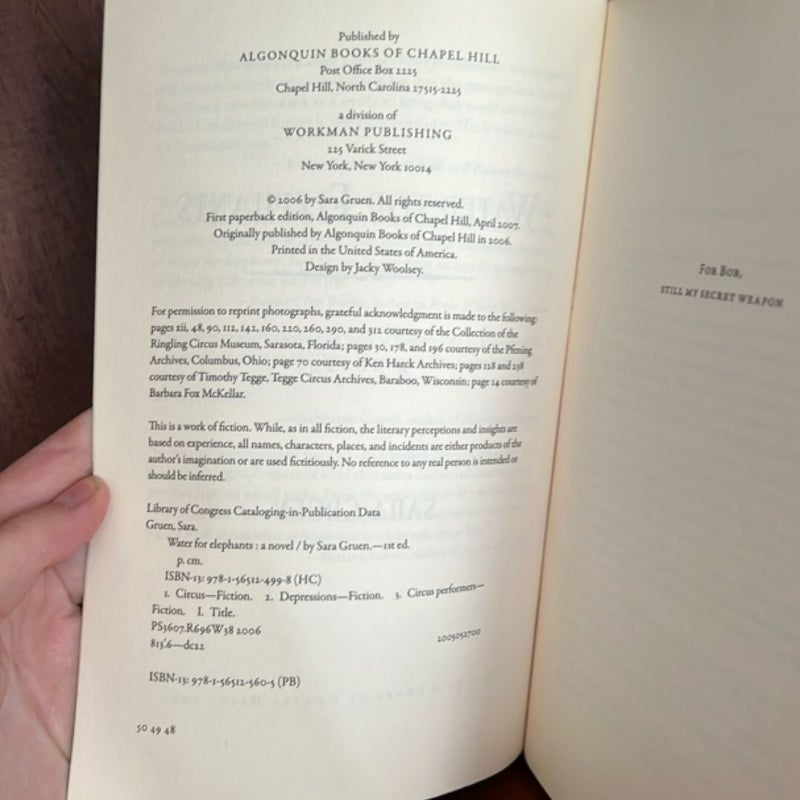 Published by
ALGONQUIN BOOKS OF CHAPEL HILL
Post Office Box 2225
Chapel Hill, North Carolina 27515-2225
a division of
WORKMAN PUBLISHING
225 Varick Street
New York, New York 10014
© 2006 by Sara Gruen. All rights reserved.
First paperback edition, Algonquin Books of Chapel Hill, April 2007.
Originally published by Algonquin Books of Chapel Hill in 2006.
Printed in the United States of America.
Design by Jacky Woolsey.
For permission to reprint photographs, grateful acknowledgment is made to the following:
pages xii, 48, 90, 112, 142, 160, 220, 260, 290, and 312 courtesy of the Collection of the
Ringling Circus Museum, Sarasota, Florida; pages 30, 178, and 196 courtesy of the Pfening
Archives, Columbus, Ohio; page 70 courtesy of Ken Harck Archives; pages 128 and 238
courtesy of Timothy Tegge, Tegge Circus Archives, Baraboo, Wisconsin; page 14 courtesy of
Barbara Fox McKellar.
This is a work of fiction. While, as in all fiction, the literary perceptions and insights are
based on experience, all names, characters, places, and incidents are either products of the
author's imagination or are used fictitiously. No reference to any real person is intended or
should be inferred.
Library of Congress Cataloging-in-Publication Data
Gruen, Sara.
Water for elephants : a novel / by Sara Gruen.—1st ed.
p. cm.
ISBN-13: 978-1-56512-499-8 (HC)
1. Circus—Fiction. 2. Depressions—Fiction. 3. Circus performers—
Fiction. I. Title.
PS3607.R696W38 2006
813'.6—dc22
2005052700
ISBN-13: 978-1-56512-560-5 (PB)
50 49 48
For Bob,
STILL MY SECRET WEAPON